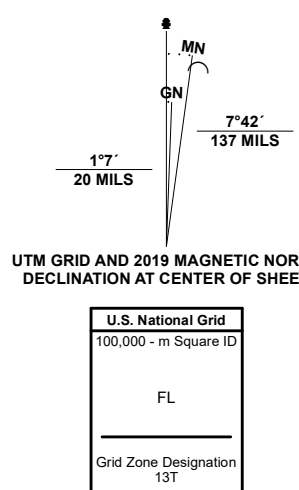 MN
GN
7°42´
137 MILS
1°7´
20 MILS
UTM GRID AND 2019 MAGNETIC NOR
DECLINATION AT CENTER OF SHEE
U.S. National Grid
100,000 - m Square ID
FL
Grid Zone Designation
13T